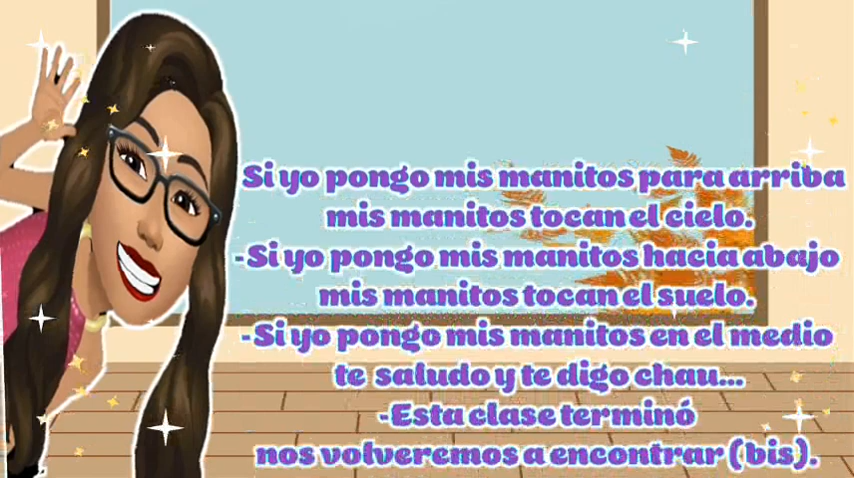 Si yo pongo mis manitos para arriba
mis manitos tocan el cielo.
-Si yo pongo mis manitos hacia abajo
mis manitos tocan el suelo.
-Si yo pongo mis manitos en el medio
te saludo y te digo chau...
-Esta clase terminó
nos volveremos a encontrar (bis).